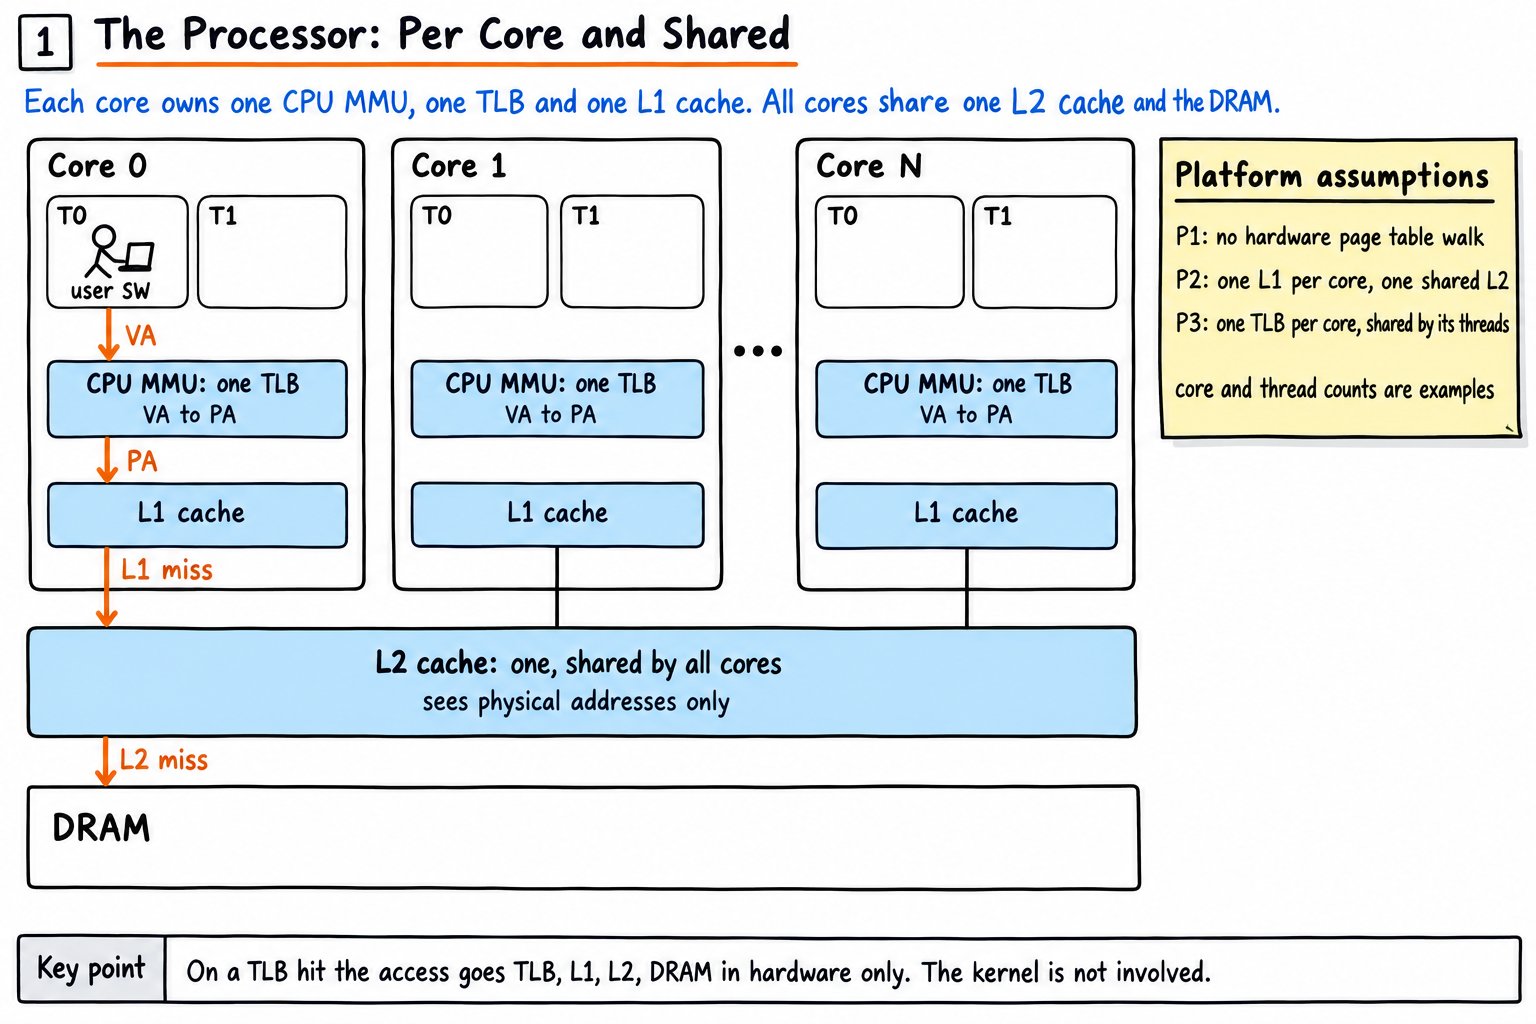 1 The Processor: Per Core and Shared
Each core owns one CPU MMU, one TLB and one L1 cache. All cores share one L2 cache and the DRAM.
Core 0
T0
user SW
T1
VA
CPU MMU: one TLB
VA to PA
PA
L1 cache
L1 miss
Core 1
T0
T1
CPU MMU: one TLB
VA to PA
L1 cache
...
Core N
T0
T1
CPU MMU: one TLB
VA to PA
L1 cache
Platform assumptions
P1: no hardware page table walk
P2: one L1 per core, one shared L2
P3: one TLB per core, shared by its threads
core and thread counts are examples
L2 cache: one, shared by all cores
sees physical addresses only
L2 miss
DRAM
Key point
On a TLB hit the access goes TLB, L1, L2, DRAM in hardware only. The kernel is not involved.